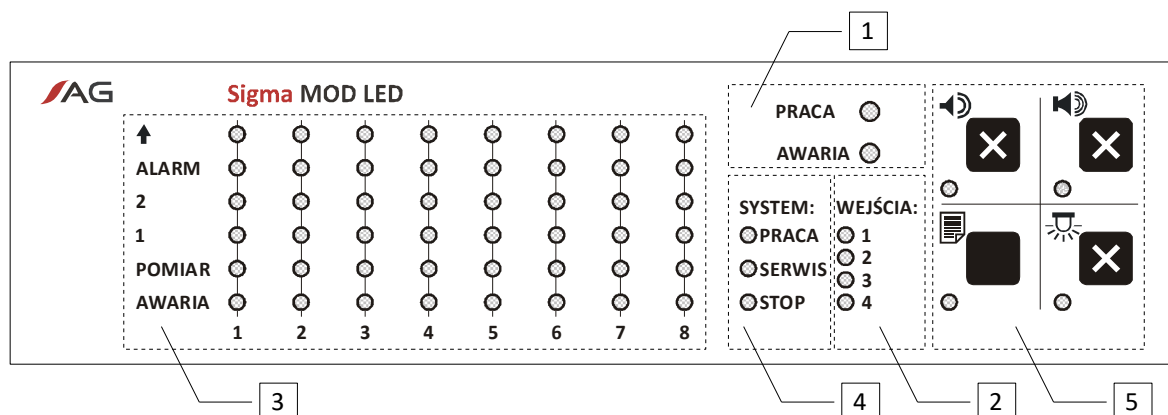 1
AG
Sigma MOD LED
PRACA
AWARIA
ALARM
2
1
POMIAR
AWARIA
1 2 3 4 5 6 7 8
SYSTEM:
PRACA
SERWIS
STOP
WEJŚCIA:
1
2
3
4
3
4
2
5